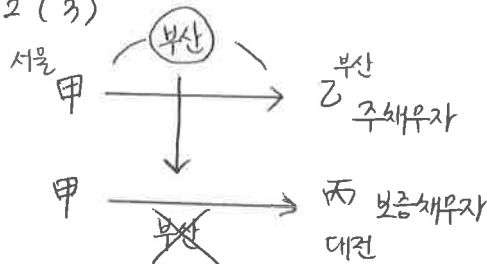 2 (3)
부산
서울 부산
甲 乙 주채무자
甲 丙 보증채무자
부산 대전